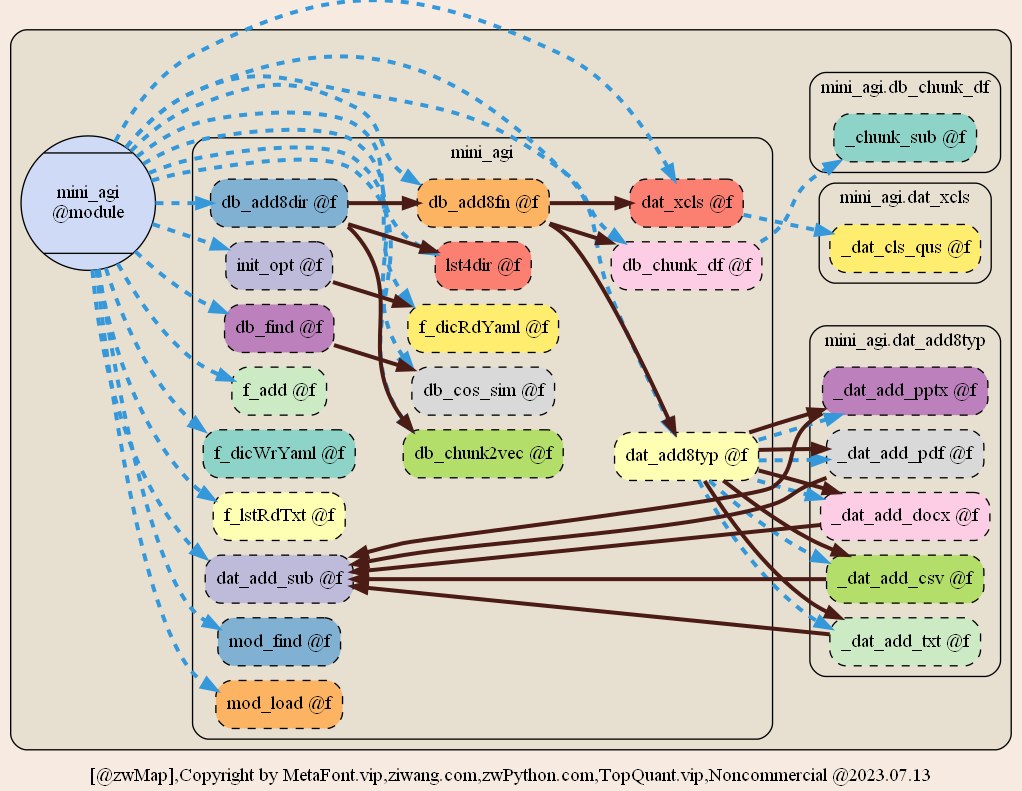 mini_agi
@module
mini_agi
db_add8dir @f
db_add8fn @f
dat_xcls @f
init_opt @f
lst4dir @f
db_chunk_df @f
db_find @f
f_dicRdYaml @f
f_add @f
db_cos_sim @f
f_dicWrYaml @f
db_chunk2vec @f
dat_add8typ @f
f_lstRdTxt @f
dat_add_sub @f
mod_find @f
mod_load @f
mini_agi.db_chunk_df
_chunk_sub @f
mini_agi.dat_xcls
_dat_cls_qus @f
mini_agi.dat_add8typ
_dat_add_pptx @f
_dat_add_pdf @f
_dat_add_docx @f
_dat_add_csv @f
_dat_add_txt @f
[@zwMap],Copyright by MetaFont.vip,ziwang.com,zwPython.com,TopQuant.vip,Noncommercial @2023.07.13